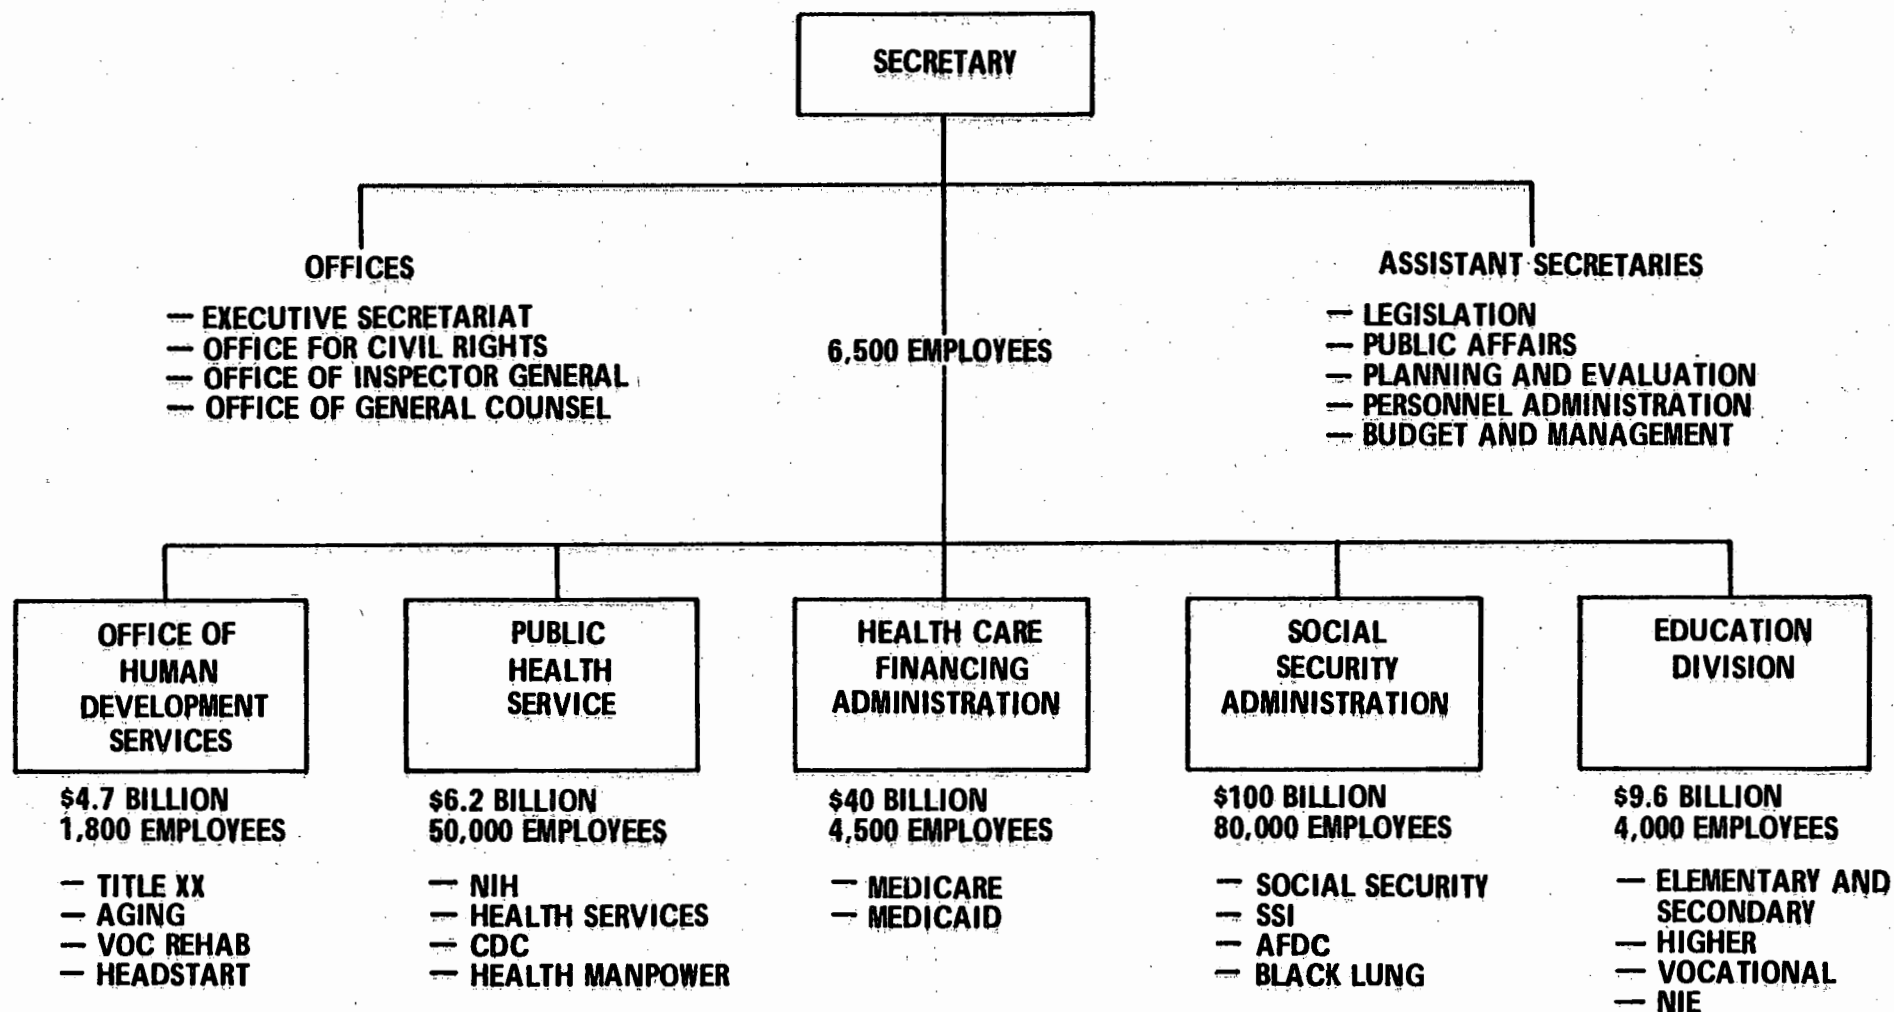 SECRETARY
OFFICES
— EXECUTIVE SECRETARIAT
— OFFICE FOR CIVIL RIGHTS
— OFFICE OF INSPECTOR GENERAL
— OFFICE OF GENERAL COUNSEL
6,500 EMPLOYEES
ASSISTANT SECRETARIES
— LEGISLATION
— PUBLIC AFFAIRS
— PLANNING AND EVALUATION
— PERSONNEL ADMINISTRATION
— BUDGET AND MANAGEMENT
OFFICE OF
HUMAN
DEVELOPMENT
SERVICES
$4.7 BILLION
1,800 EMPLOYEES
— TITLE XX
— AGING
— VOC REHAB
— HEADSTART
PUBLIC
HEALTH
SERVICE
$6.2 BILLION
50,000 EMPLOYEES
— NIH
— HEALTH SERVICES
— CDC
— HEALTH MANPOWER
HEALTH CARE
FINANCING
ADMINISTRATION
$40 BILLION
4,500 EMPLOYEES
— MEDICARE
— MEDICAID
SOCIAL
SECURITY
ADMINISTRATION
$100 BILLION
80,000 EMPLOYEES
— SOCIAL SECURITY
— SSI
— AFDC
— BLACK LUNG
EDUCATION
DIVISION
$9.6 BILLION
4,000 EMPLOYEES
— ELEMENTARY AND
SECONDARY
— HIGHER
— VOCATIONAL
— NIE